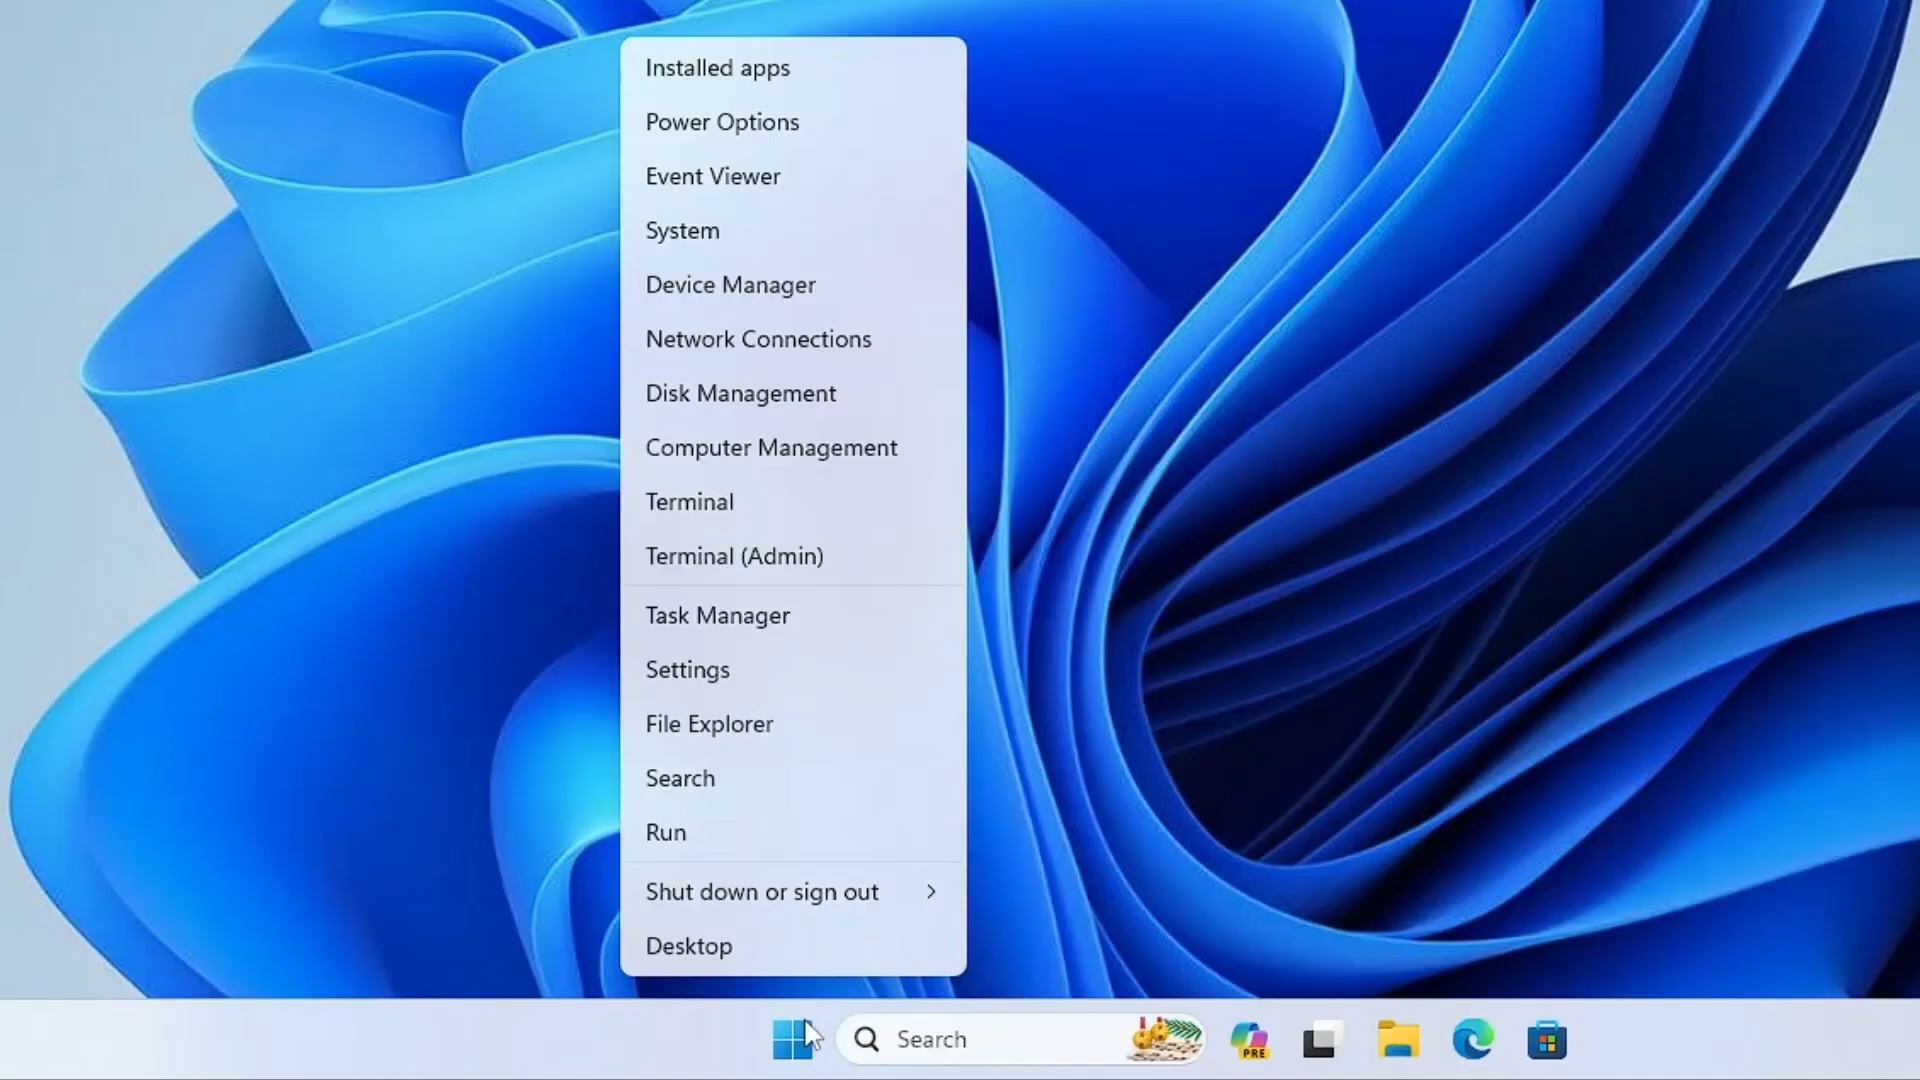 Installed apps
Power Options
Event Viewer
System
Device Manager
Network Connections
Disk Management
Computer Management
Terminal
Terminal (Admin)
Task Manager
Settings
File Explorer
Search
Run
Shut down or sign out
Desktop
Search
PRE